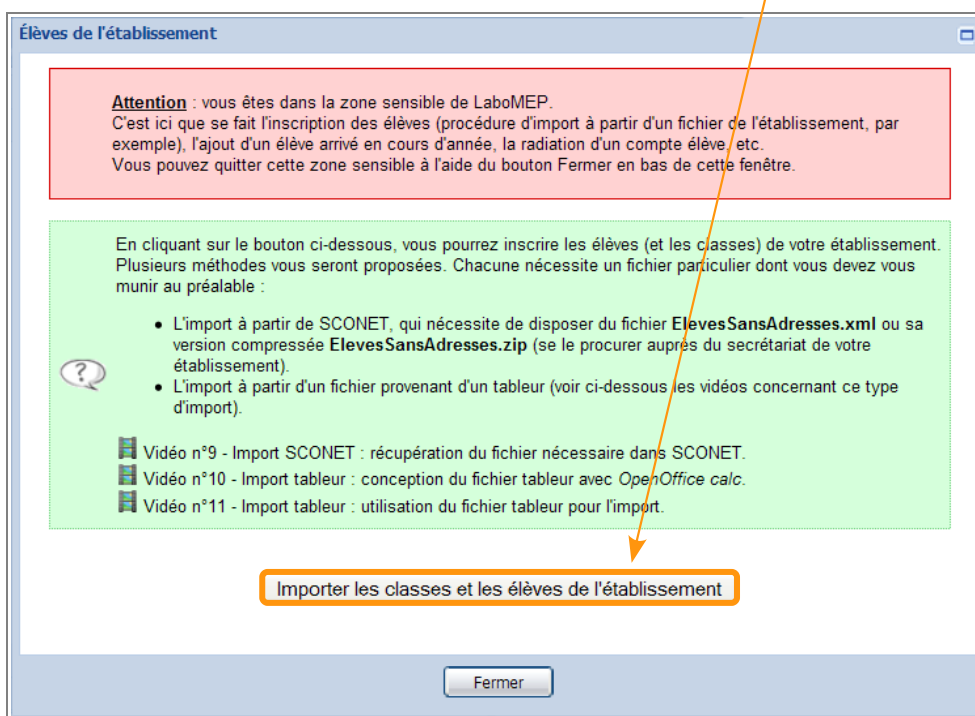 Élèves de l'établissement
Attention : vous êtes dans la zone sensible de LaboMEP.
C'est ici que se fait l'inscription des élèves (procédure d'import à partir d'un fichier de l'établissement, par
exemple), l'ajout d'un élève arrivé en cours d'année, la radiation d'un compte élève, etc.
Vous pouvez quitter cette zone sensible à l'aide du bouton Fermer en bas de cette fenêtre.
En cliquant sur le bouton ci-dessous, vous pourrez inscrire les élèves (et les classes) de votre établissement.
Plusieurs méthodes vous seront proposées. Chacune nécessite un fichier particulier dont vous devez vous
munir au préalable :
• L'import à partir de SCONET, qui nécessite de disposer du fichier ElevesSansAdresses.xml ou sa
version compressée ElevesSansAdresses.zip (se le procurer auprès du secrétariat de votre
établissement).
• L'import à partir d'un fichier provenant d'un tableur (voir ci-dessous les vidéos concernant ce type
d'import).
Vidéo n°9 - Import SCONET : récupération du fichier nécessaire dans SCONET.
Vidéo n°10 - Import tableur : conception du fichier tableur avec OpenOffice calc.
Vidéo n°11 - Import tableur : utilisation du fichier tableur pour l'import.
Importer les classes et les élèves de l'établissement
Fermer